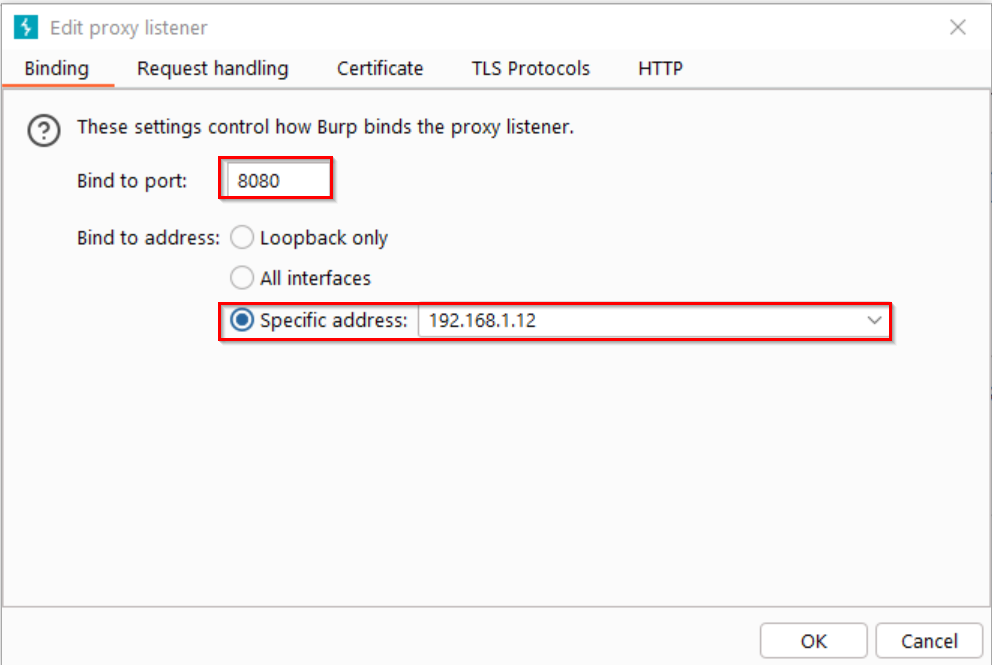 Edit proxy listener
Binding Request handling Certificate TLS Protocols HTTP
These settings control how Burp binds the proxy listener.
Bind to port: 8080
Bind to address: Loopback only
All interfaces
Specific address: 192.168.1.12
OK Cancel